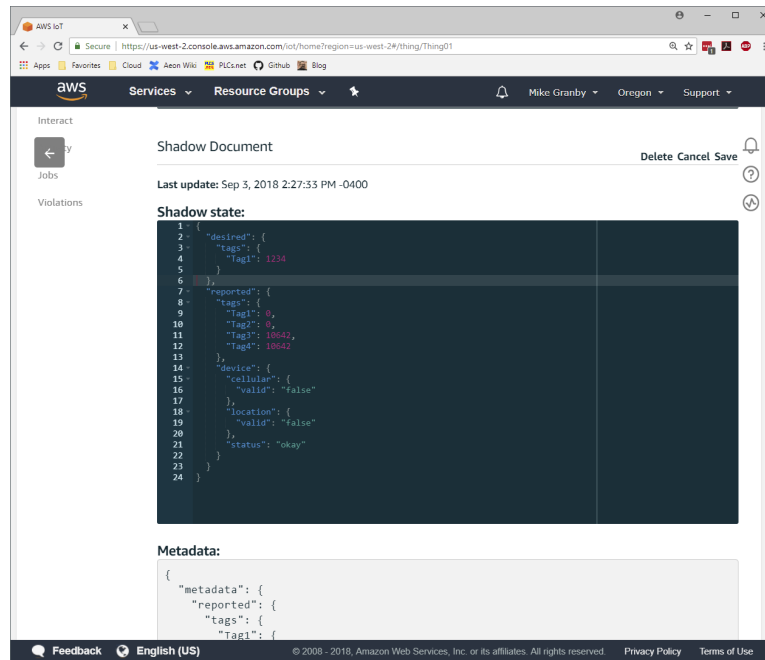 AWS IoT
Secure | https://us-west-2.console.aws.amazon.com/iot/home?region=us-west-2#/thing/Thing01
Apps Favorites Cloud Aeon Wiki PLCs.net Github Blog
aws Services Resource Groups Mike Granby Oregon Support
Interact
Shadow Document
Delete Cancel Save
Jobs
Last update: Sep 3, 2018 2:27:33 PM -0400
Violations
Shadow state:
1 {
2 "desired": {
3 "tags": {
4 "Tag1": 1234
5 }
6 },
7 "reported": {
8 "tags": {
9 "Tag1": 0,
10 "Tag2": 0,
11 "Tag3": 10642,
12 "Tag4": 10642
13 },
14 "device": {
15 "cellular": {
16 "valid": "false"
17 },
18 "location": {
19 "valid": "false"
20 },
21 "status": "okay"
22 }
23 }
24 }
Metadata:
{
"metadata": {
"reported": {
"tags": {
"Tag1": {
Feedback English (US) © 2008 - 2018, Amazon Web Services, Inc. or its affiliates. All rights reserved. Privacy Policy Terms of Use